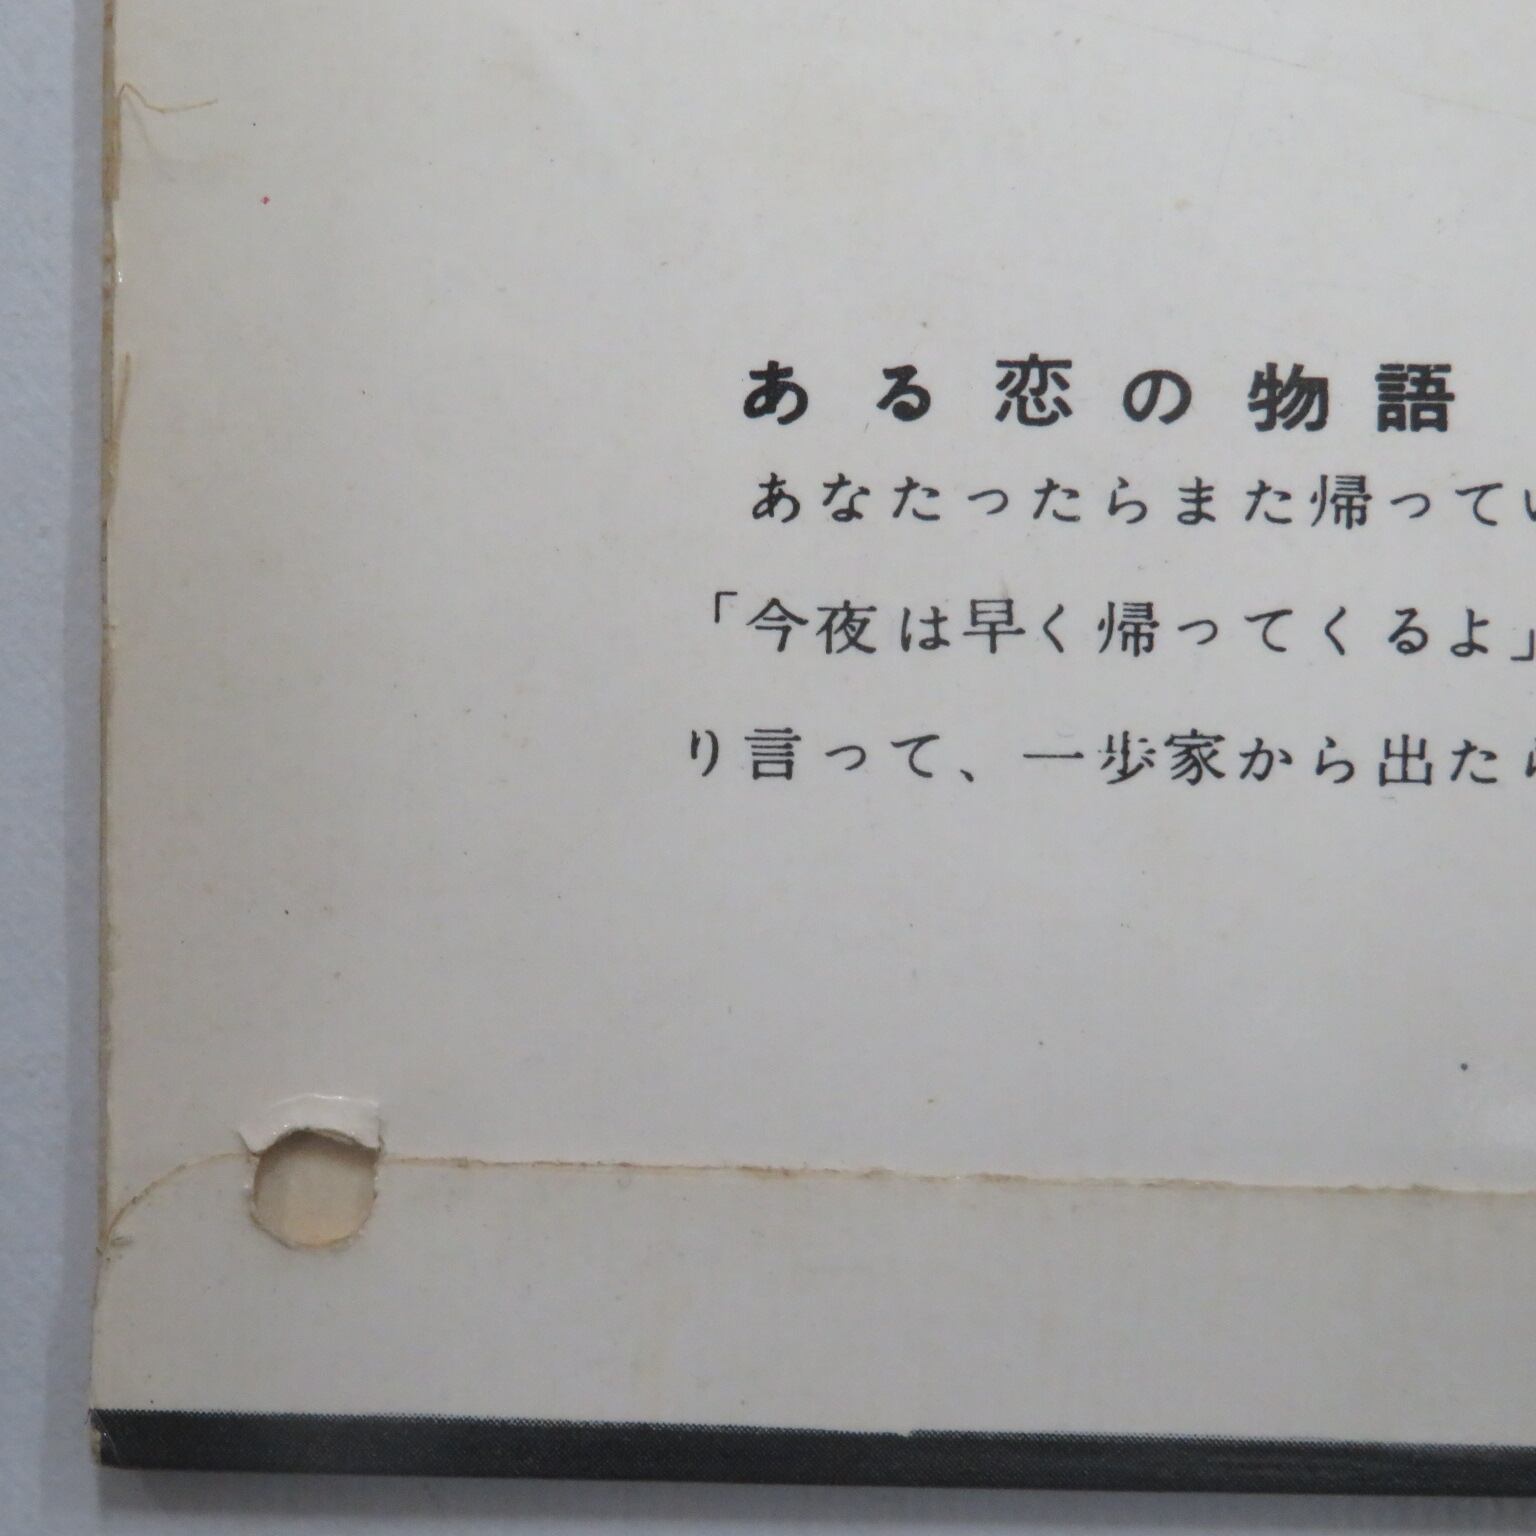 ある恋の物語
あなたったらまた帰ってい
「今夜は早く帰ってくるよ」
り言って、一歩家から出たら